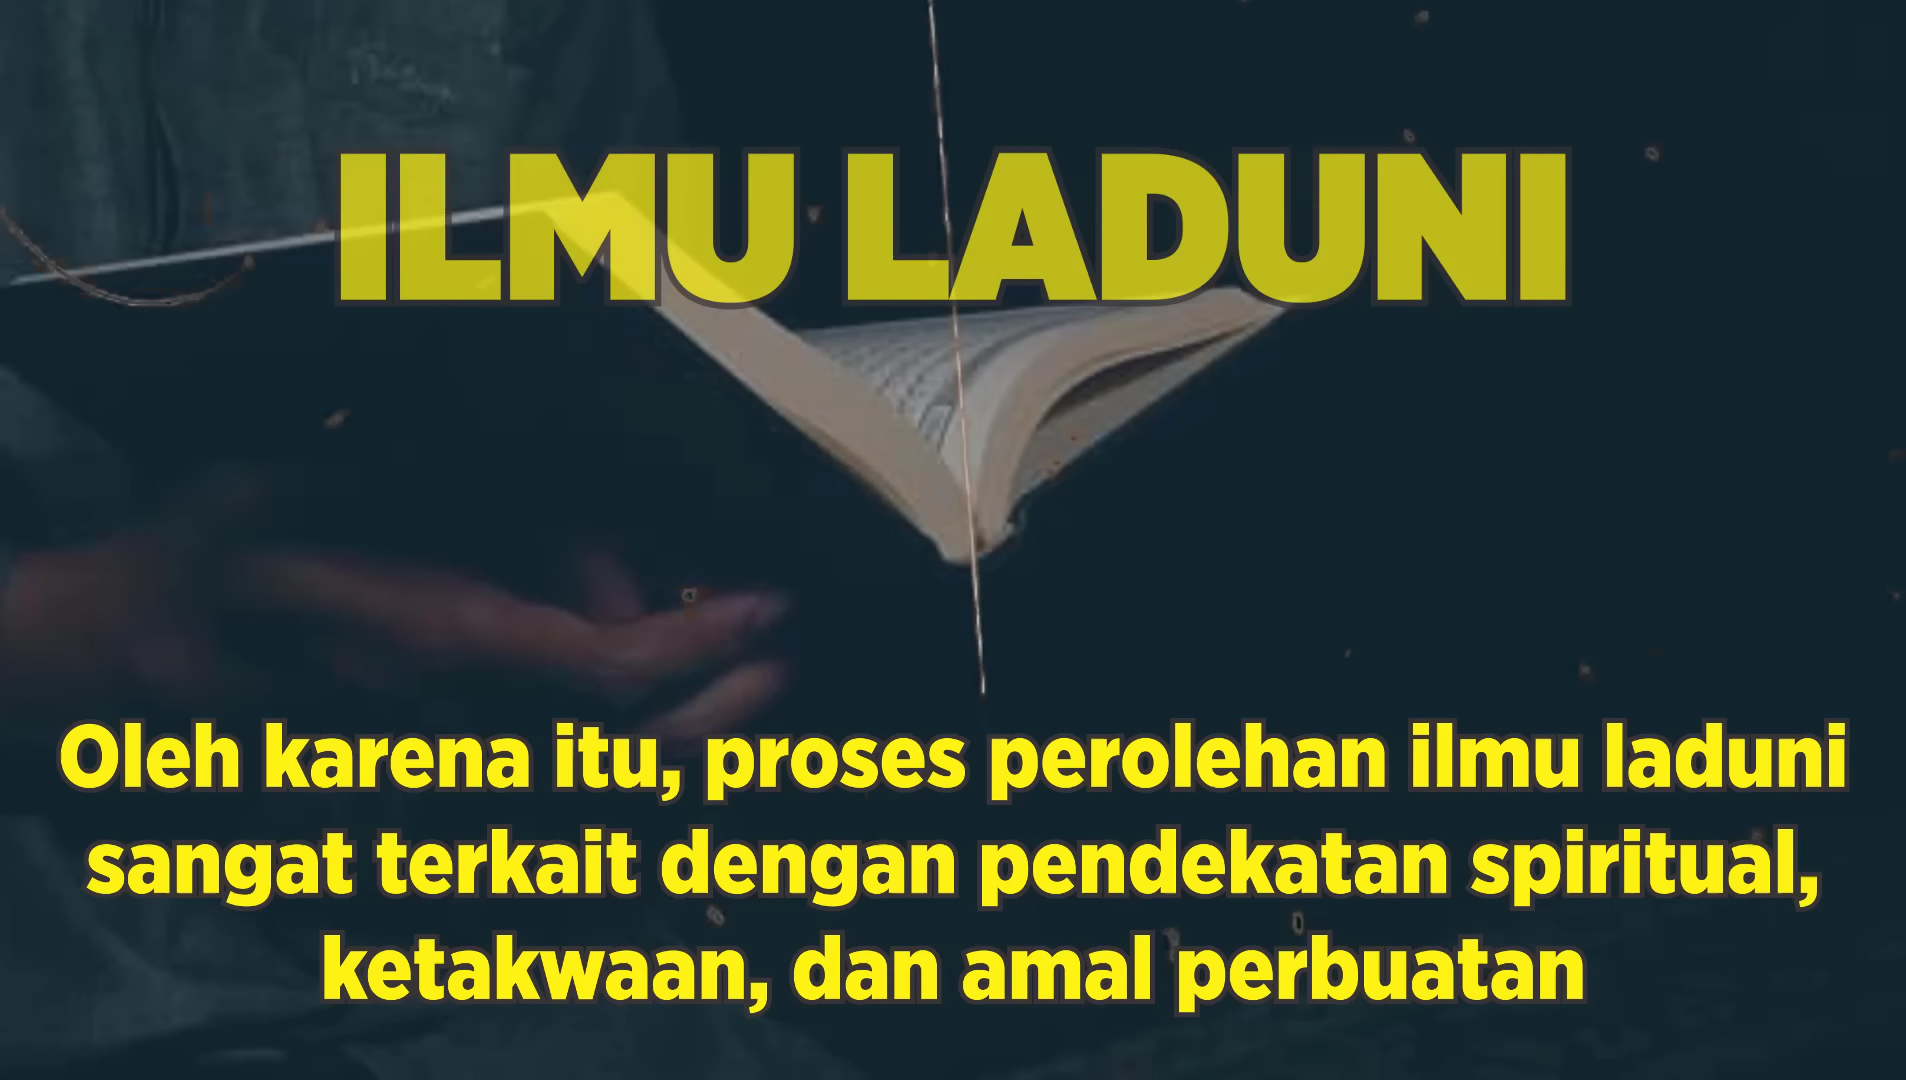 ILMU LADUNI
Oleh karena itu, proses perolehan ilmu laduni
sangat terkait dengan pendekatan spiritual,
ketakwaan, dan amal perbuatan